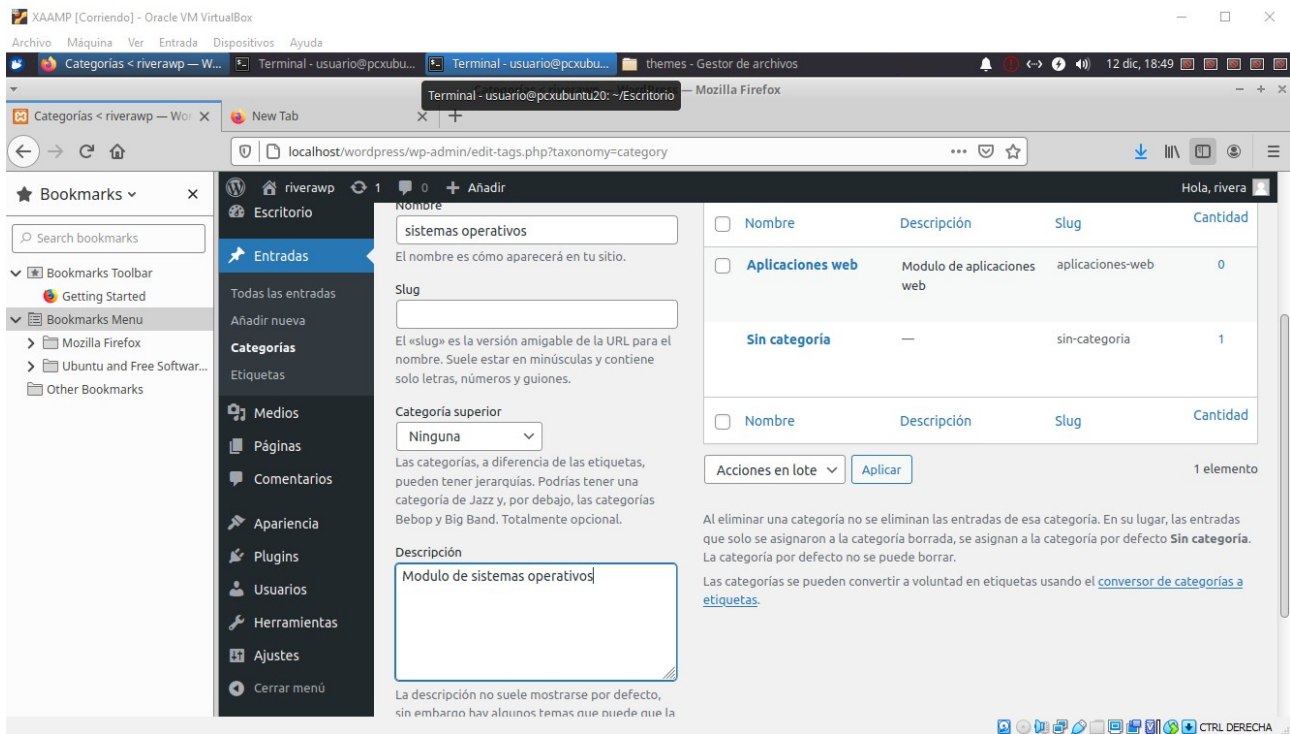 XAAMP [Corriendo] - Oracle VM VirtualBox
Archivo Máquina Ver Entrada Dispositivos Ayuda
Categorías < riverawp — W... Terminal - usuario@pcxubu... Terminal - usuario@pcxubu... themes - Gestor de archivos 12 dic, 18:49
Terminal - usuario@pcxubuntu20: ~/Escritorio — Mozilla Firefox
Categorías < riverawp — Wor New Tab
localhost/wordpress/wp-admin/edit-tags.php?taxonomy=category
Bookmarks
Search bookmarks
Bookmarks Toolbar
Getting Started
Bookmarks Menu
Mozilla Firefox
Ubuntu and Free Softwar...
Other Bookmarks
riverawp 1 0 Añadir Hola, rivera
Escritorio
Entradas
Todas las entradas
Añadir nueva
Categorías
Etiquetas
Medios
Páginas
Comentarios
Apariencia
Plugins
Usuarios
Herramientas
Ajustes
Cerrar menú
Nombre
sistemas operativos
El nombre es cómo aparecerá en tu sitio.
Slug
El «slug» es la versión amigable de la URL para el
nombre. Suele estar en minúsculas y contiene
solo letras, números y guiones.
Categoría superior
Ninguna
Las categorías, a diferencia de las etiquetas,
pueden tener jerarquías. Podrías tener una
categoría de Jazz y, por debajo, las categorías
Bebop y Big Band. Totalmente opcional.
Descripción
Modulo de sistemas operativos
La descripción no suele mostrarse por defecto,
sin embargo hay algunos temas que puede que la
Nombre Descripción Slug Cantidad
Aplicaciones web Modulo de aplicaciones aplicaciones-web 0
web
Sin categoría — sin-categoria 1
Nombre Descripción Slug Cantidad
Acciones en lote Aplicar 1 elemento
Al eliminar una categoría no se eliminan las entradas de esa categoría. En su lugar, las entradas
que solo se asignaron a la categoría borrada, se asignan a la categoría por defecto Sin categoría.
La categoría por defecto no se puede borrar.
Las categorías se pueden convertir a voluntad en etiquetas usando el conversor de categorías a
etiquetas.
CTRL DERECHA